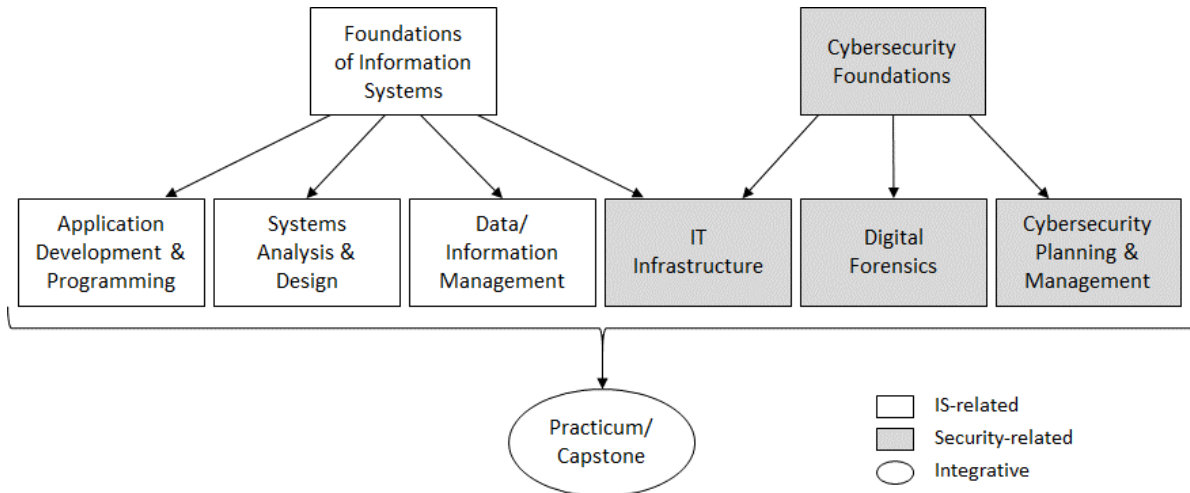 Foundations
of Information
Systems
Cybersecurity
Foundations
Application
Development &
Programming
Systems
Analysis &
Design
Data/
Information
Management
IT
Infrastructure
Digital
Forensics
Cybersecurity
Planning &
Management
Practicum/
Capstone
IS-related
Security-related
Integrative